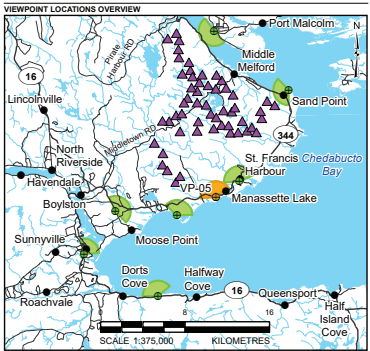 VIEWPOINT LOCATIONS OVERVIEW
Port Malcolm
N
Pirate
Harbour RD
16
Middle
Melford
Lincolnville
Sand Point
Middletown RD
344
North
Riverside
St. Francis
Harbour
Chedabucto
Bay
Havendale
VP-05
Boylston
Manassette Lake
Sunnyville
Moose Point
Dorts
Cove
Halfway
Cove
16
Queensport
Roachvale
Half
Island
Cove
0 8 16
SCALE 1:375,000 KILOMETRES